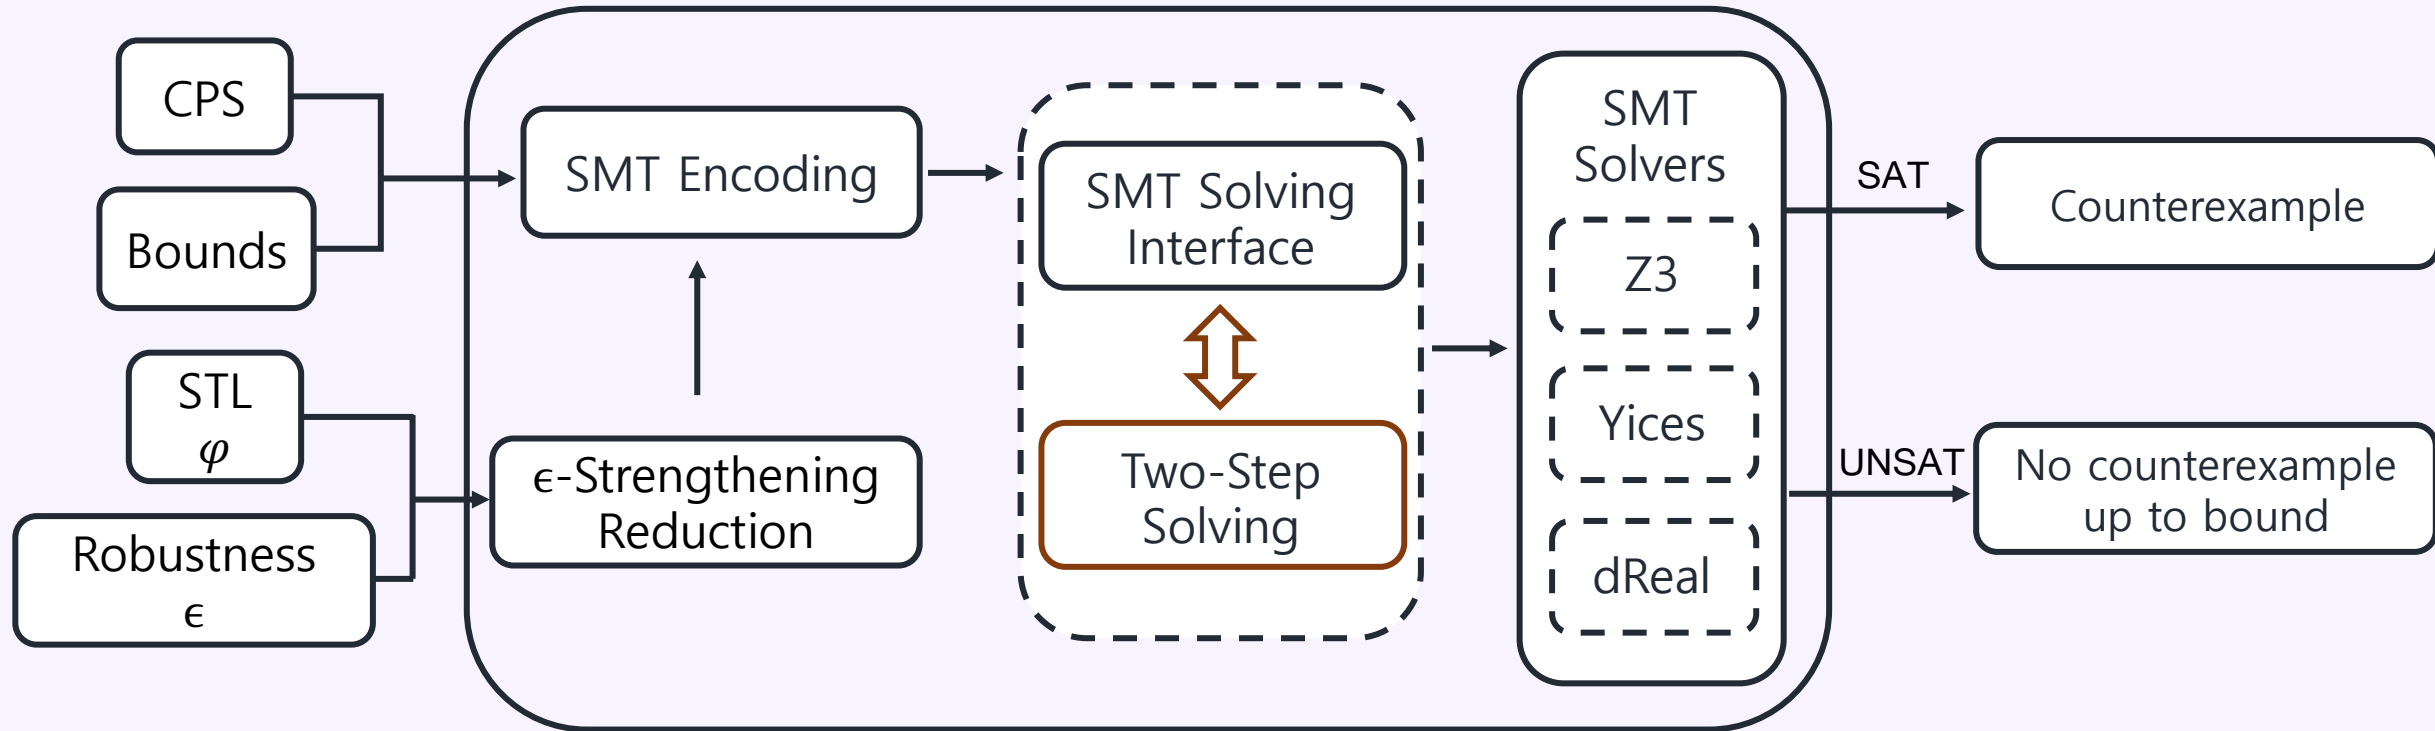 CPS
Bounds
STL
φ
Robustness
ϵ
SMT Encoding
ϵ-Strengthening
Reduction
SMT Solving
Interface
Two-Step
Solving
SMT
Solvers
Z3
Yices
dReal
SAT
Counterexample
UNSAT
No counterexample
up to bound